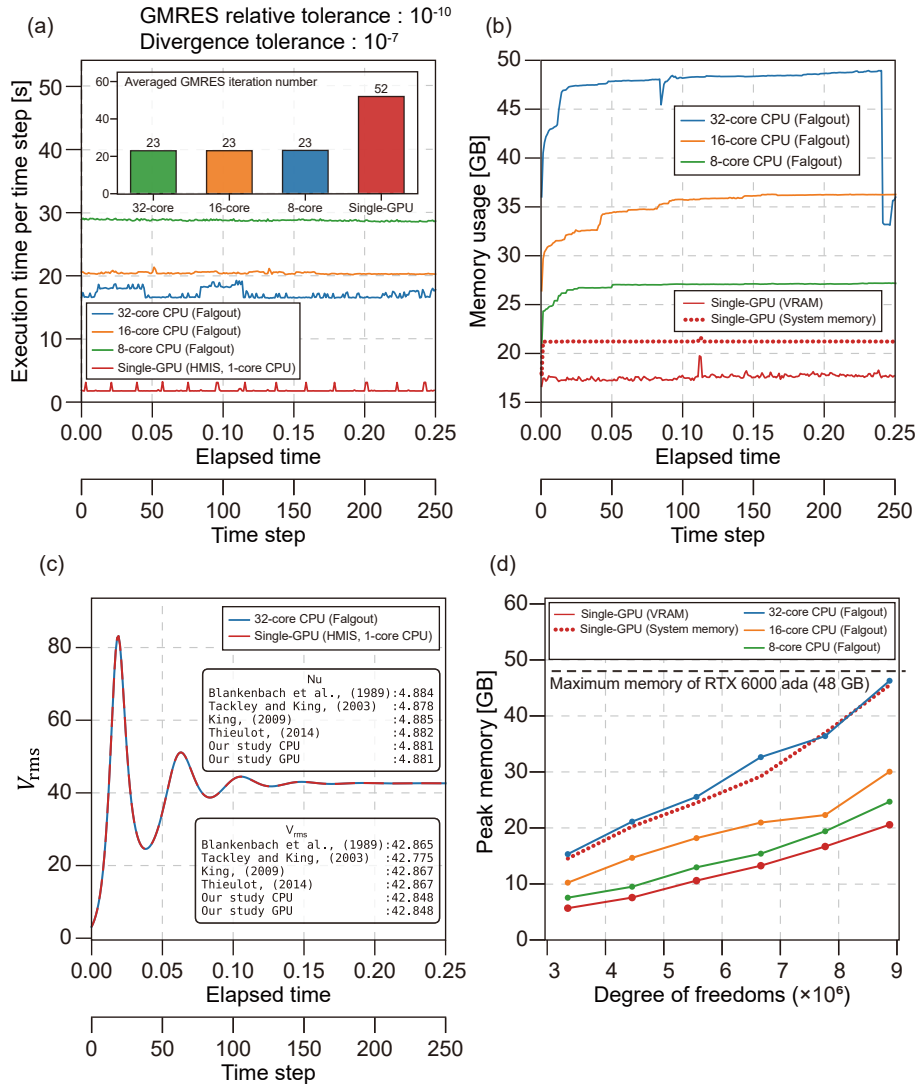 GMRES relative tolerance : 10⁻¹⁰
Divergence tolerance : 10⁻⁷
(a)
Execution time per time step [s]
50
40
30
20
10
0
Averaged GMRES iteration number
60
40
20
0
23
23
23
52
32-core
16-core
8-core
Single-GPU
32-core CPU (Falgout)
16-core CPU (Falgout)
8-core CPU (Falgout)
Single-GPU (HMIS, 1-core CPU)
0.00 0.05 0.10 0.15 0.20 0.25
Elapsed time
0 50 100 150 200 250
Time step
(b)
Memory usage [GB]
50
45
40
35
30
25
20
15
32-core CPU (Falgout)
16-core CPU (Falgout)
8-core CPU (Falgout)
Single-GPU (VRAM)
Single-GPU (System memory)
0.00 0.05 0.10 0.15 0.20 0.25
Elapsed time
0 50 100 150 200 250
Time step
(c)
Vrms
80
60
40
20
0
32-core CPU (Falgout)
Single-GPU (HMIS, 1-core CPU)
Nu
Blankenbach et al., (1989):4.884
Tackley and King, (2003) :4.878
King, (2009) :4.885
Thieulot, (2014) :4.882
Our study CPU :4.881
Our study GPU :4.881
Vrms
Blankenbach et al., (1989):42.865
Tackley and King, (2003) :42.775
King, (2009) :42.867
Thieulot, (2014) :42.867
Our study CPU :42.848
Our study GPU :42.848
0.00 0.05 0.10 0.15 0.20 0.25
Elapsed time
0 50 100 150 200 250
Time step
(d)
Peak memory [GB]
60
50
40
30
20
10
0
Single-GPU (VRAM)
Single-GPU (System memory)
32-core CPU (Falgout)
16-core CPU (Falgout)
8-core CPU (Falgout)
Maximum memory of RTX 6000 ada (48 GB)
3 4 5 6 7 8 9
Degree of freedoms (×10⁶)